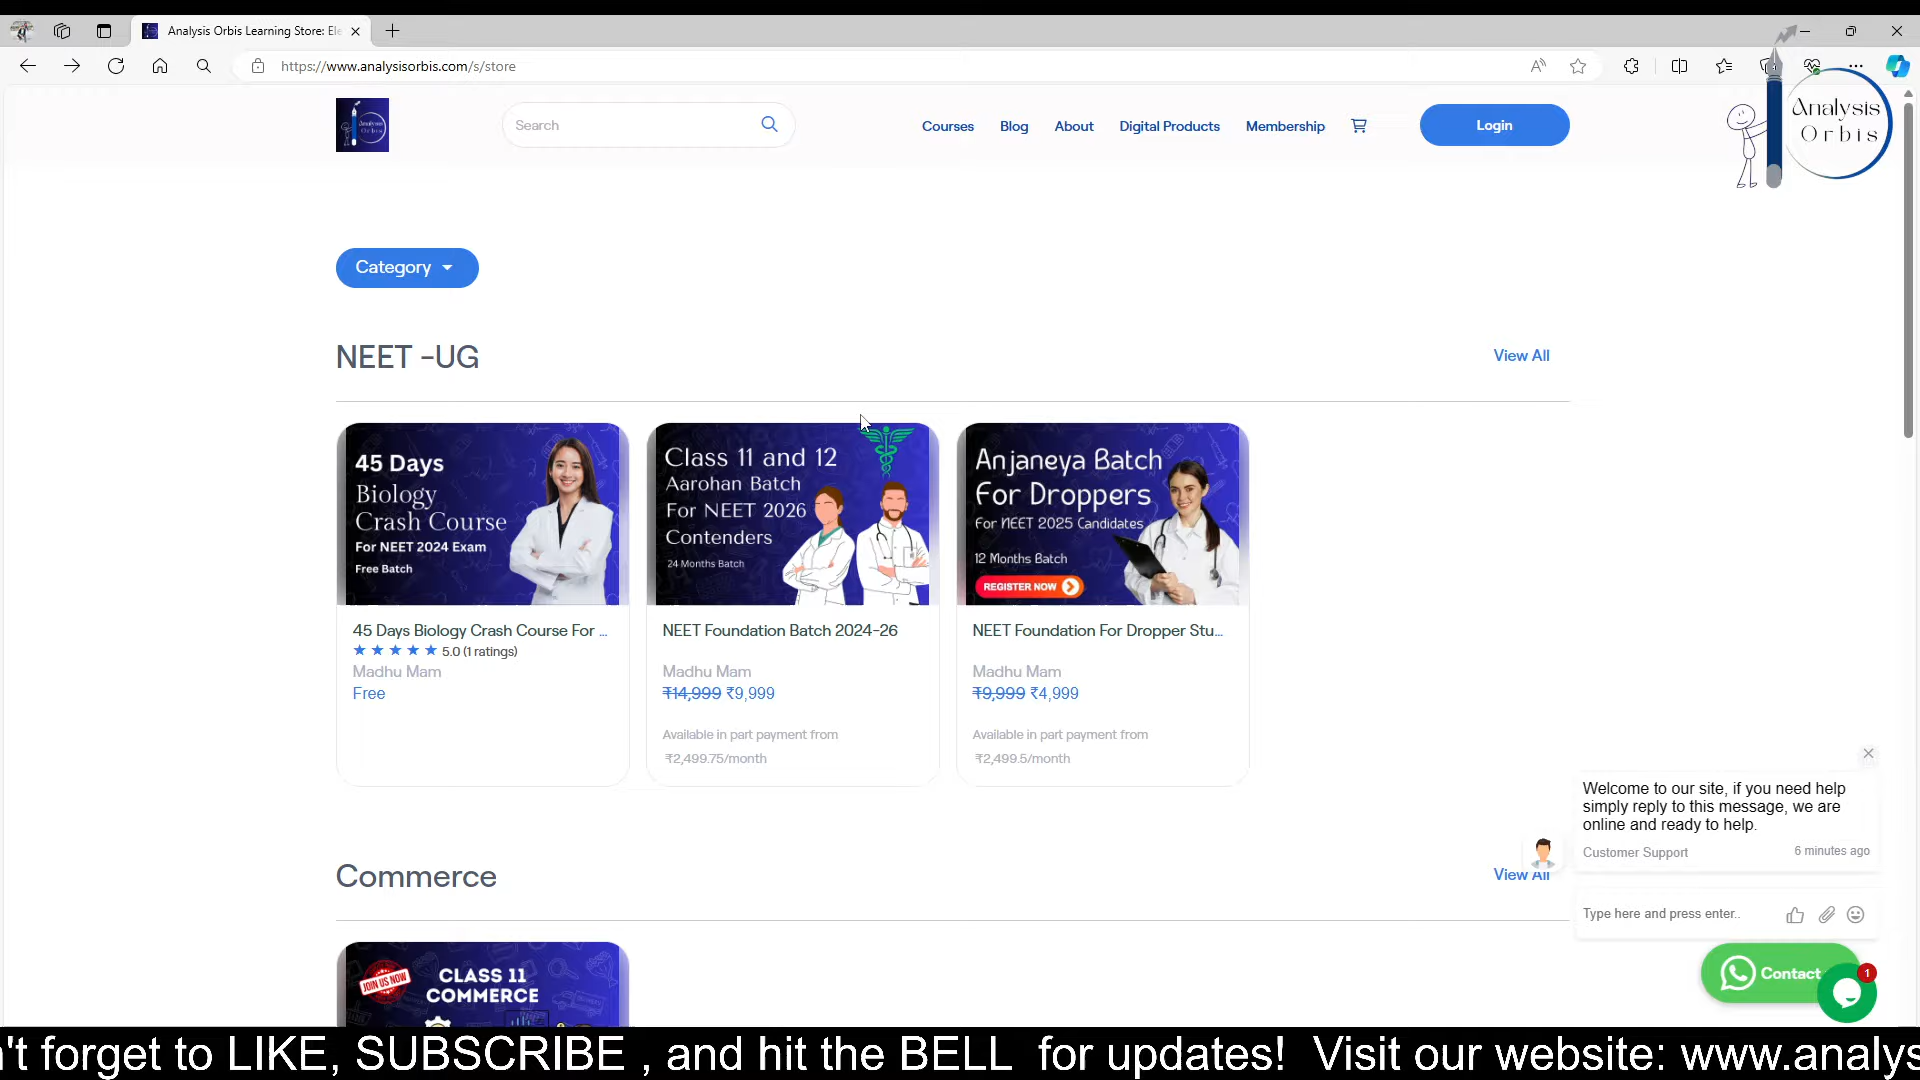 Analysis Orbis Learning Store: Ele
https://www.analysisorbis.com/s/store
Analysis
Orbis
Search
Courses
Blog
About
Digital Products
Membership
Login
Analysis
Orbis
Category
NEET -UG
View All
45 Days
Biology
Crash Course
For NEET 2024 Exam
Free Batch
45 Days Biology Crash Course For ...
5.0 (1 ratings)
Madhu Mam
Free
Class 11 and 12
Aarohan Batch
For NEET 2026
Contenders
24 Months Batch
NEET Foundation Batch 2024-26
Madhu Mam
₹14,999 ₹9,999
Available in part payment from
₹2,499.75/month
Anjaneya Batch
For Droppers
For NEET 2025 Candidates
12 Months Batch
REGISTER NOW
NEET Foundation For Dropper Stu...
Madhu Mam
₹9,999 ₹4,999
Available in part payment from
₹2,499.5/month
Welcome to our site, if you need help
simply reply to this message, we are
online and ready to help.
Customer Support
6 minutes ago
Commerce
View All
JOIN US NOW
CLASS 11
COMMERCE
Type here and press enter..
Contact
1
't forget to LIKE, SUBSCRIBE , and hit the BELL for updates! Visit our website: www.analys